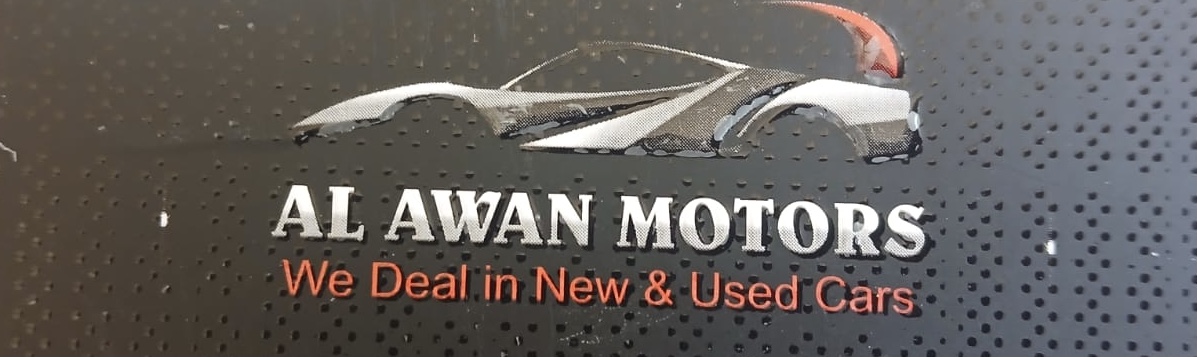 AL AWAN MOTORS
We Deal in New & Used Cars